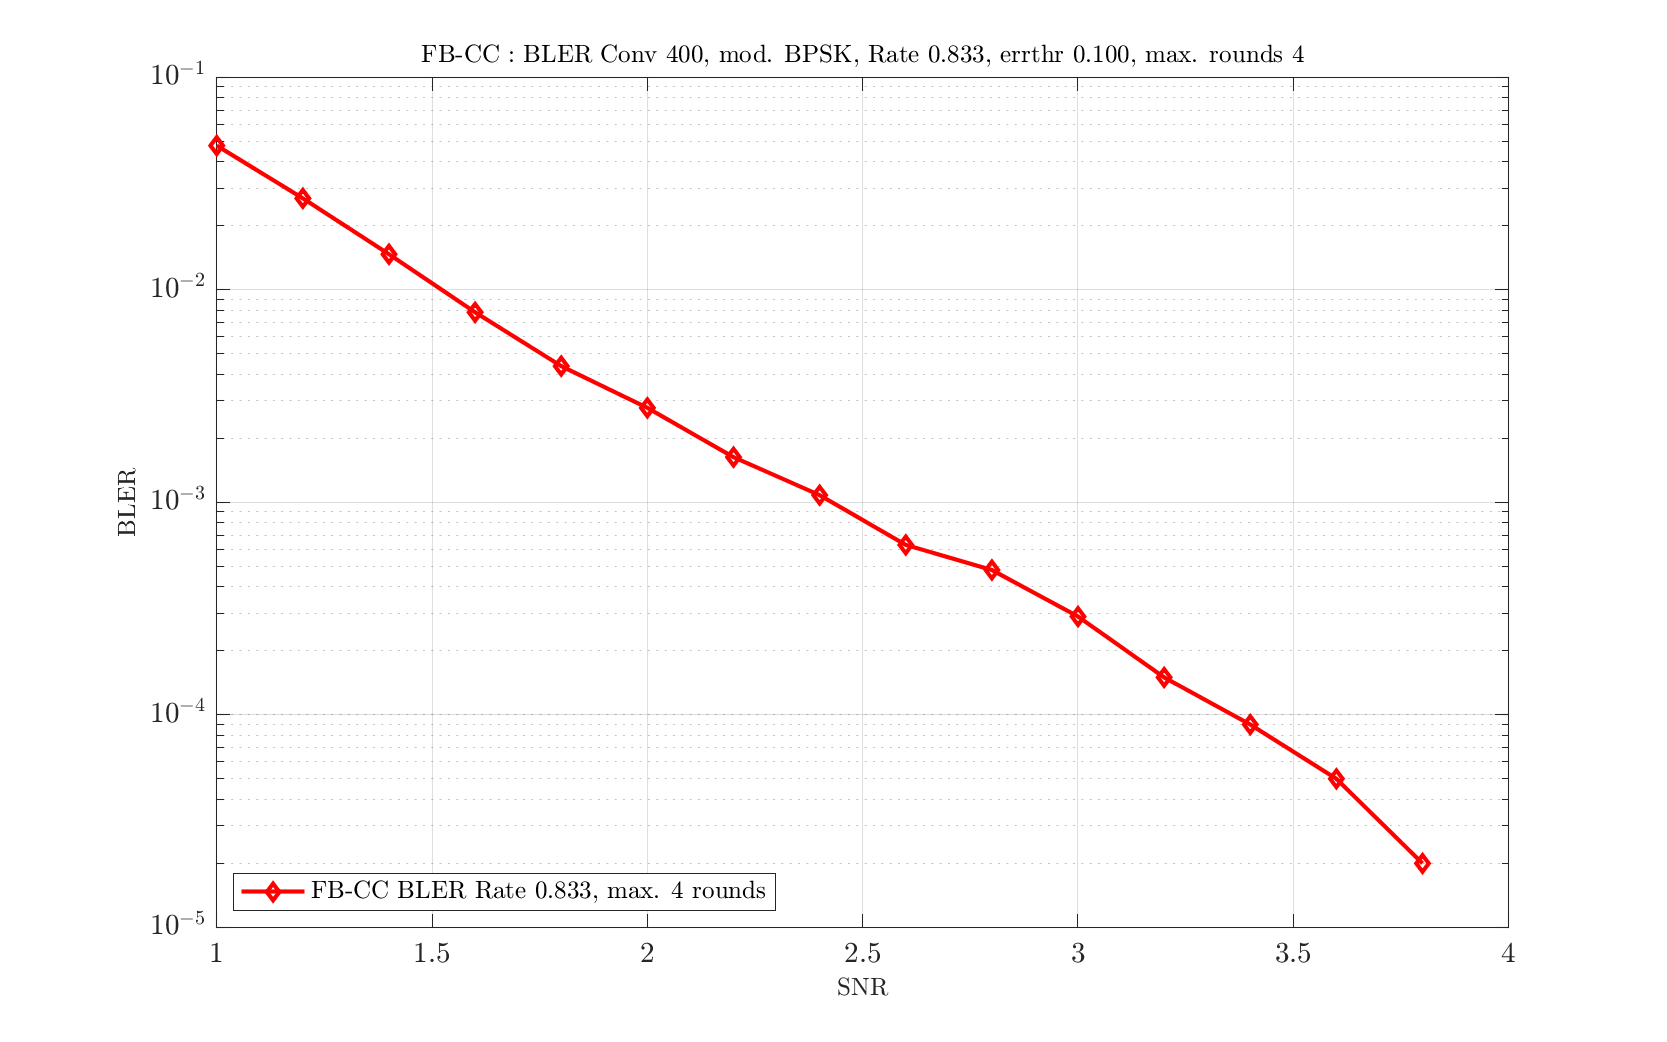 FB-CC : BLER Conv 400, mod. BPSK, Rate 0.833, errthr 0.100, max. rounds 4
10^{-1}
10^{-2}
10^{-3}
10^{-4}
10^{-5}
BLER
FB-CC BLER Rate 0.833, max. 4 rounds
1 1.5 2 2.5 3 3.5 4
SNR